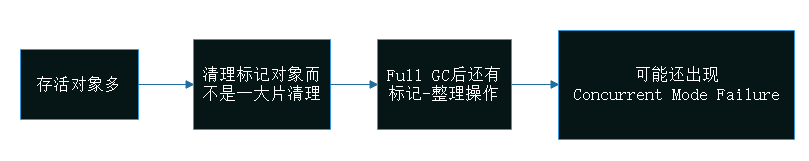 存活对象多
清理标记对象而
不是一大片清理
Full GC后还有
标记-整理操作
可能还出现
Concurrent Mode Failure